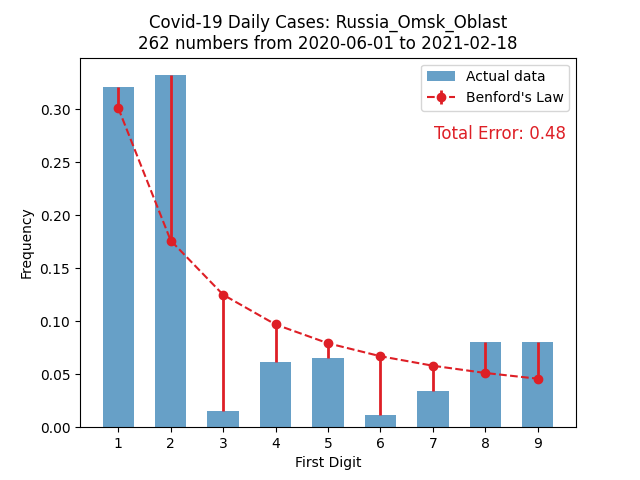 Covid-19 Daily Cases: Russia_Omsk_Oblast
262 numbers from 2020-06-01 to 2021-02-18
Actual data
Benford's Law
Total Error: 0.48
Frequency
0.30
0.25
0.20
0.15
0.10
0.05
0.00
1 2 3 4 5 6 7 8 9
First Digit